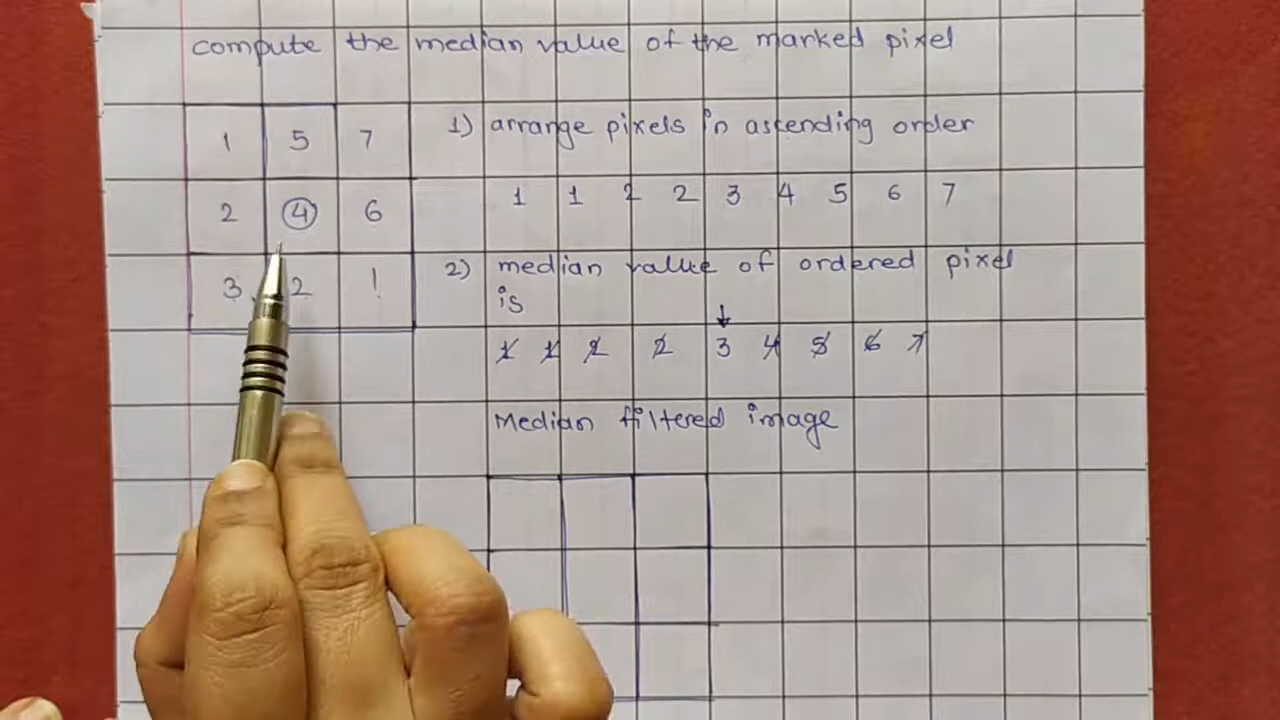 compute the median value of the marked pixel
1 5 7
2 4 6
3 2 1
1) arrange pixels in ascending order
1 1 2 2 3 4 5 6 7
2) median value of ordered pixel
is
1 1 2 2 3 4 5 6 7
Median filtered image